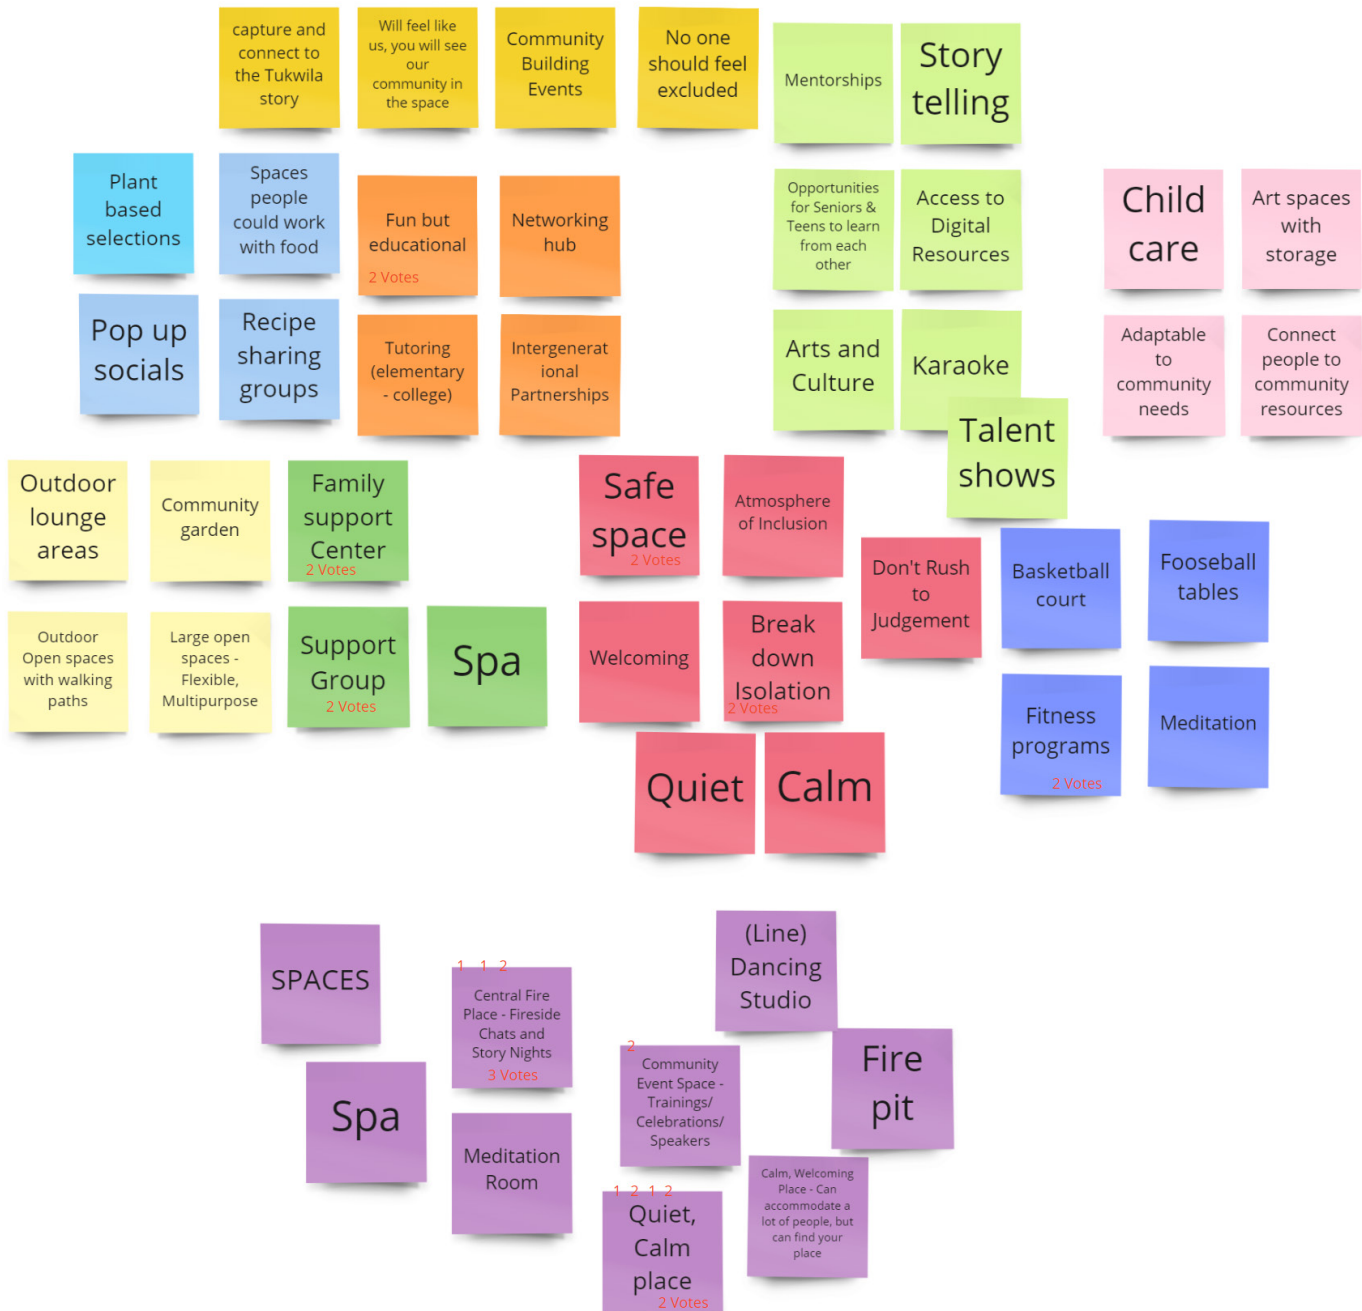 capture and
connect to
the Tukwila
story
Will feel like
us, you will see
our
community in
the space
Community
Building
Events
No one
should feel
excluded
Mentorships
Story
telling
Plant
based
selections
Spaces
people
could work
with food
Fun but
educational
2 Votes
Networking
hub
Opportunities
for Seniors &
Teens to learn
from each
other
Access to
Digital
Resources
Child
care
Art spaces
with
storage
Pop up
socials
Recipe
sharing
groups
Tutoring
(elementary
- college)
Intergenerat
ional
Partnerships
Arts and
Culture
Karaoke
Talent
shows
Adaptable
to
community
needs
Connect
people to
community
resources
Outdoor
lounge
areas
Community
garden
Family
support
Center
2 Votes
Safe
space
2 Votes
Atmosphere
of Inclusion
Don't Rush
to
Judgement
Basketball
court
Fooseball
tables
Outdoor
Open spaces
with walking
paths
Large open
spaces -
Flexible,
Multipurpose
Support
Group
2 Votes
Spa
Welcoming
Break
down
Isolation
2 Votes
Fitness
programs
2 Votes
Meditation
Quiet
Calm
SPACES
1 1 2
Central Fire
Place - Fireside
Chats and
Story Nights
3 Votes
(Line)
Dancing
Studio
Spa
Meditation
Room
2
Community
Event Space -
Trainings/
Celebrations/
Speakers
Fire
pit
1 2 1 2
Quiet,
Calm
place
2 Votes
Calm, Welcoming
Place - Can
accommodate a
lot of people, but
can find your
place